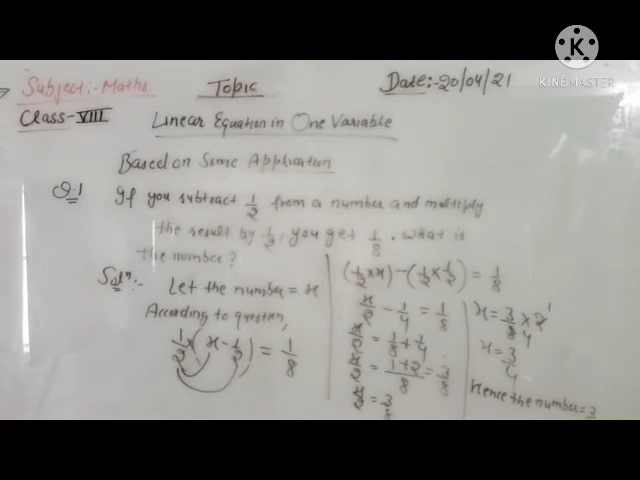 Subject:- Maths
Topic
Date:-20/04/21
KINEMASTER
Class-VIII
Linear Equation in One Variable
Based on Some Application
Q.1 If you subtract 1/2 from a number and multiply
the result by 1/2, you get 1/8. What is
the number?
Solⁿ:- Let the number = x
According to question,
1/2 × (x - 1/2) = 1/8
(1/2 × x) - (1/2 × 1/2) = 1/8
x/2 - 1/4 = 1/8
= 1/8 + 1/4
= 1+2/8 = 3/8
= 3/8
x = 3/8 × 2
x = 3/4
Hence the number =